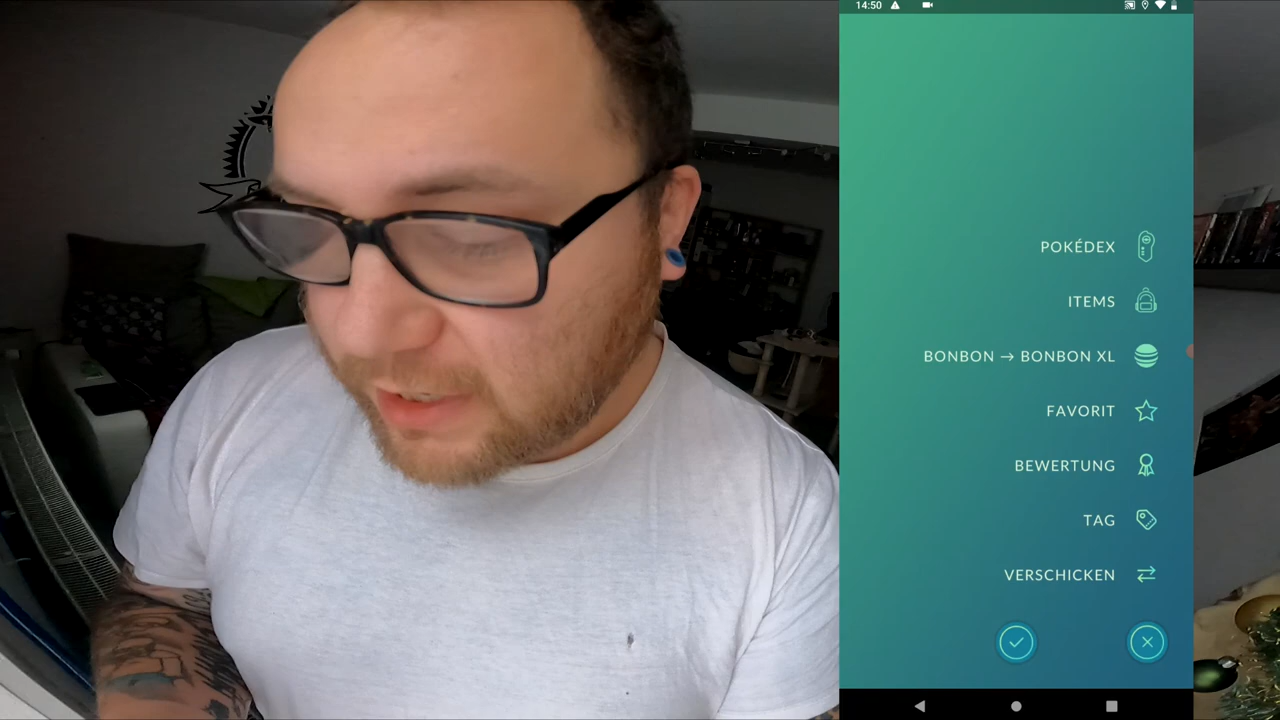 14:50
POKÉDEX
ITEMS
BONBON → BONBON XL
FAVORIT
BEWERTUNG
TAG
VERSCHICKEN